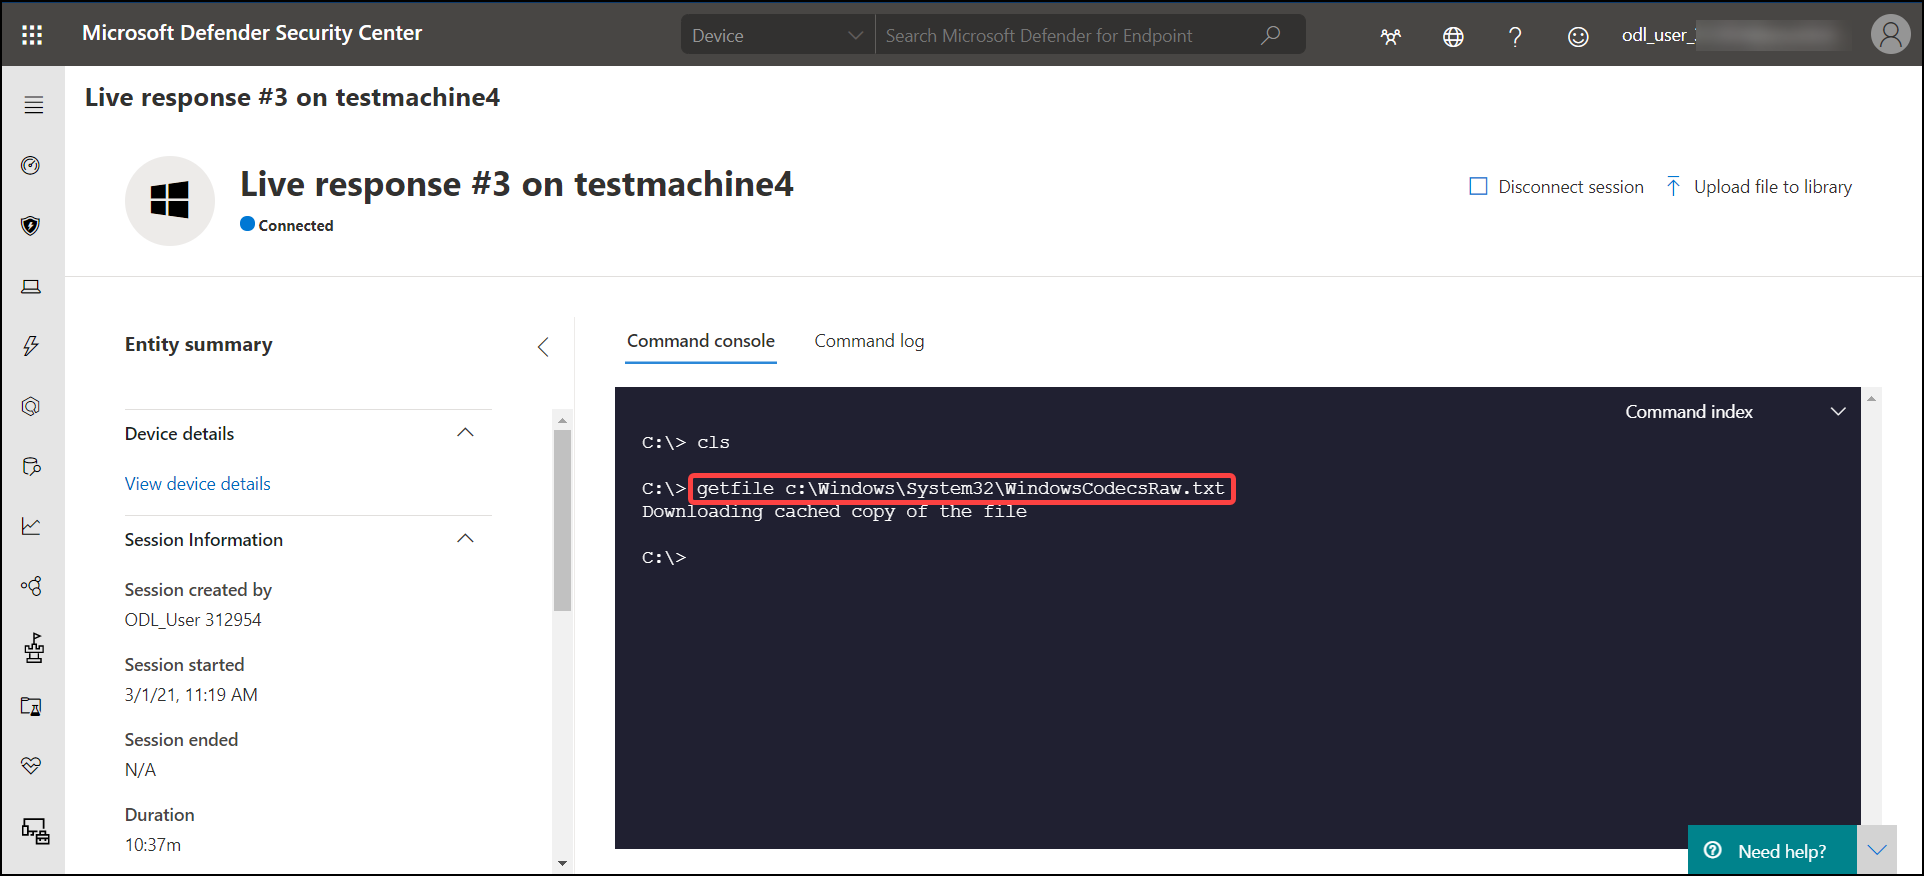 Microsoft Defender Security Center
Device
Search Microsoft Defender for Endpoint
odl_user_
Live response #3 on testmachine4
Live response #3 on testmachine4
Connected
Disconnect session
Upload file to library
Entity summary
Device details
View device details
Session Information
Session created by
ODL_User 312954
Session started
3/1/21, 11:19 AM
Session ended
N/A
Duration
10:37m
Command console
Command log
Command index
C:\> cls
C:\> getfile c:\Windows\System32\WindowsCodecsRaw.txt
Downloading cached copy of the file
C:\>
Need help?